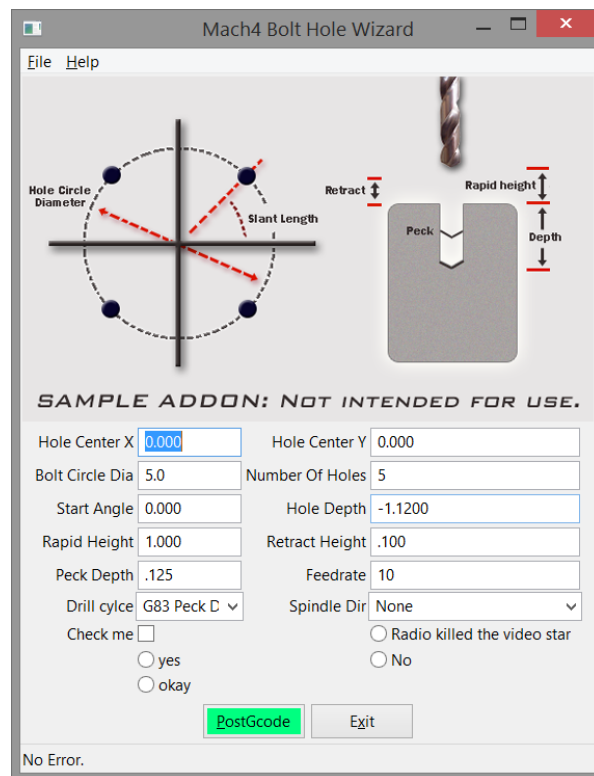 Mach4 Bolt Hole Wizard
File Help
Hole Circle
Diameter
Slant Length
Retract
Rapid height
Peck
Depth
SAMPLE ADDON: NOT INTENDED FOR USE.
Hole Center X 0.000 Hole Center Y 0.000
Bolt Circle Dia 5.0 Number Of Holes 5
Start Angle 0.000 Hole Depth -1.1200
Rapid Height 1.000 Retract Height .100
Peck Depth .125 Feedrate 10
Drill cylce G83 Peck D Spindle Dir None
Check me Radio killed the video star
yes No
okay
PostGcode Exit
No Error.